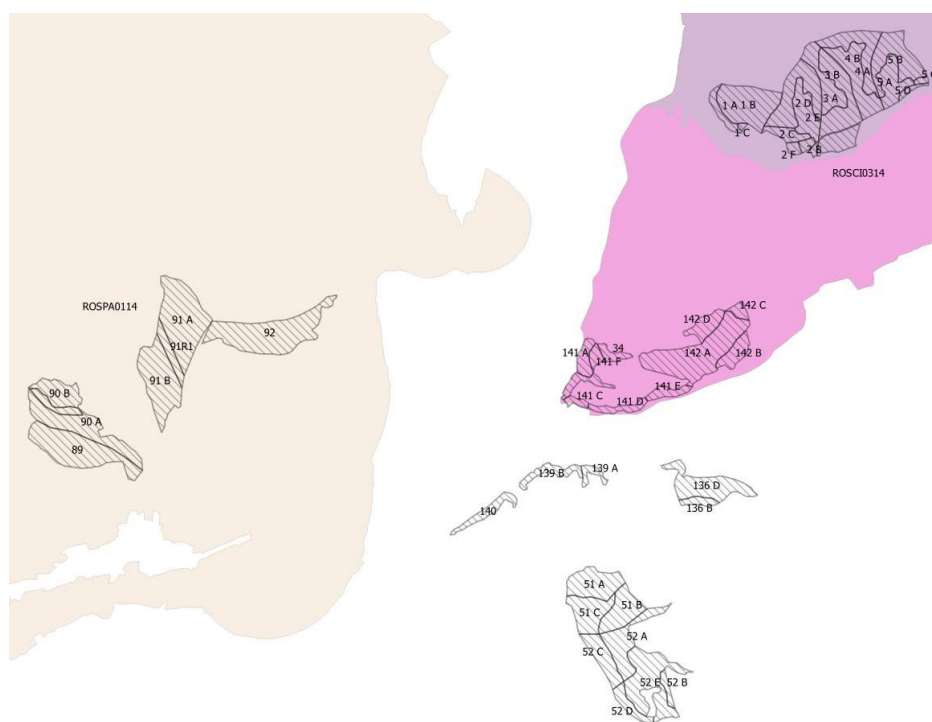 4 B
5 B
3 B
4 A
5 A
5 D
1 A 1 B
2 D
3 A
2 E
1 C
2 C
2 F
2 B
ROSCI0314
ROSPA0114
91 A
92
142 C
142 D
91R1
141 A
34
141 F
142 A
142 B
91 B
90 B
141 E
141 C
141 D
90 A
89
139 B
139 A
136 D
140
136 B
51 A
51 C
51 B
52 A
52 C
52 E
52 B
52 D